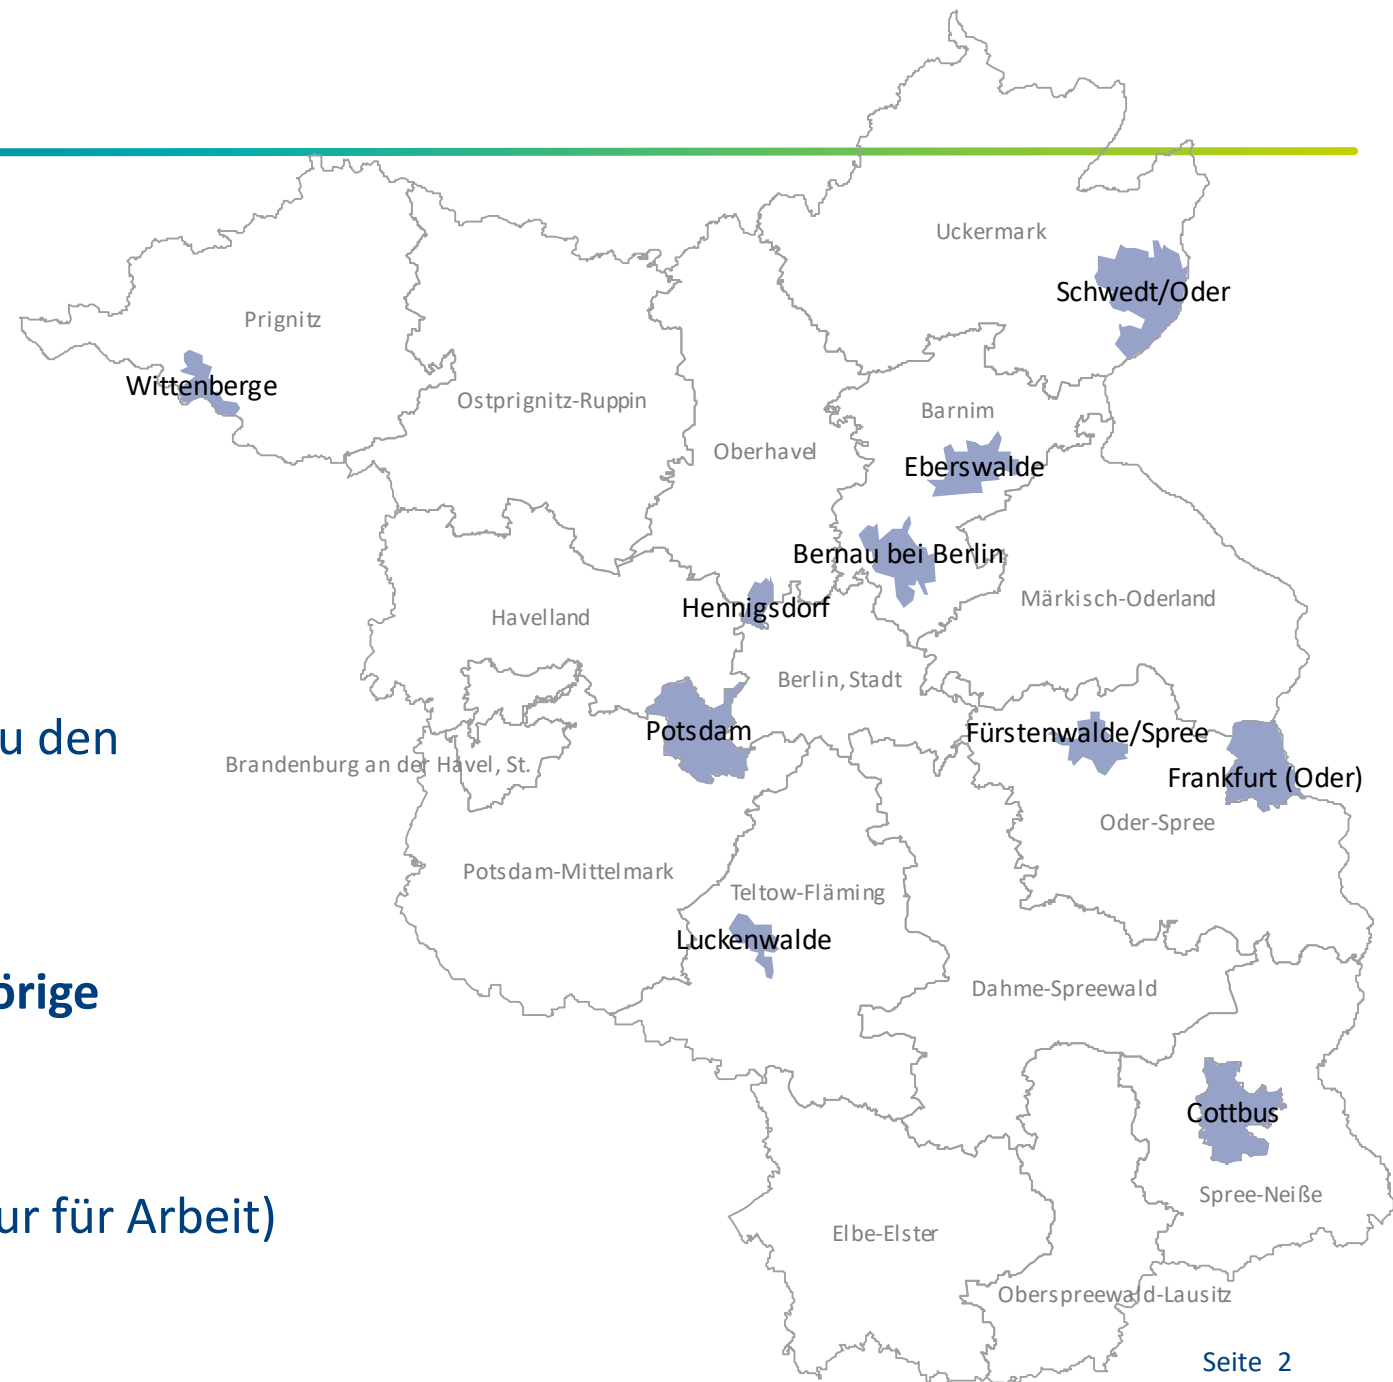 Uckermark
Schwedt/Oder
Prignitz
Wittenberge
Ostprignitz-Ruppin
Barnim
Oberhavel
Eberswalde
Bernau bei Berlin
Hennigsdorf
Märkisch-Oderland
Havelland
Berlin, Stadt
Potsdam
Fürstenwalde/Spree
u den
Brandenburg an der Havel, St.
Frankfurt (Oder)
Oder-Spree
Potsdam-Mittelmark
Teltow-Fläming
Luckenwalde
örige
Dahme-Spreewald
Cottbus
Spree-Neiße
ur für Arbeit)
Elbe-Elster
Oberspreewald-Lausitz
Seite 2